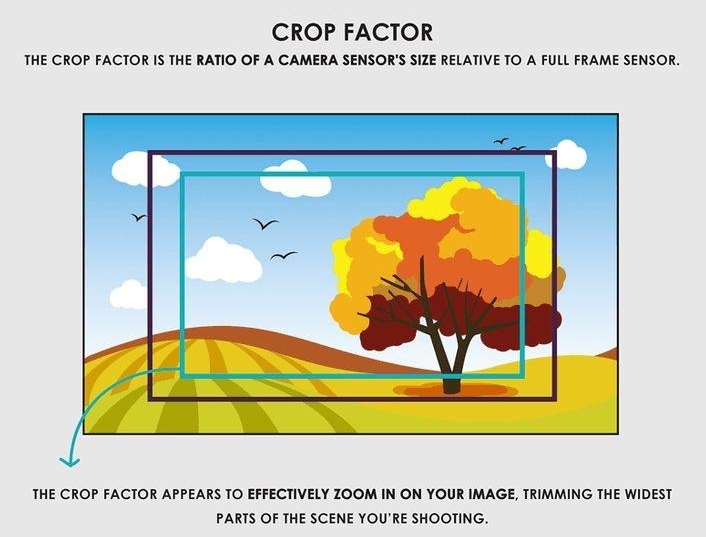 CROP FACTOR
THE CROP FACTOR IS THE RATIO OF A CAMERA SENSOR'S SIZE RELATIVE TO A FULL FRAME SENSOR.
THE CROP FACTOR APPEARS TO EFFECTIVELY ZOOM IN ON YOUR IMAGE, TRIMMING THE WIDEST
PARTS OF THE SCENE YOU'RE SHOOTING.